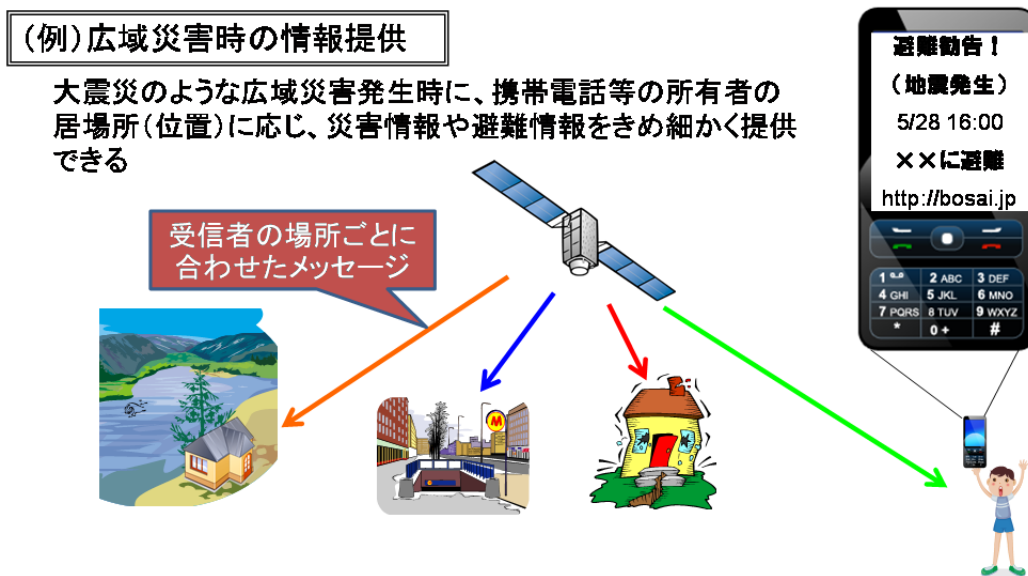 (例)広域災害時の情報提供
大震災のような広域災害発生時に、携帯電話等の所有者の
居場所(位置)に応じ、災害情報や避難情報をきめ細かく提供
できる
受信者の場所ごとに
合わせたメッセージ
避難勧告!
(地震発生)
5/28 16:00
××に避難
http://bosai.jp
1 2 ABC 3 DEF
4 GHI 5 JKL 6 MNO
7 PQRS 8 TUV 9 WXYZ
* 0 + #
M